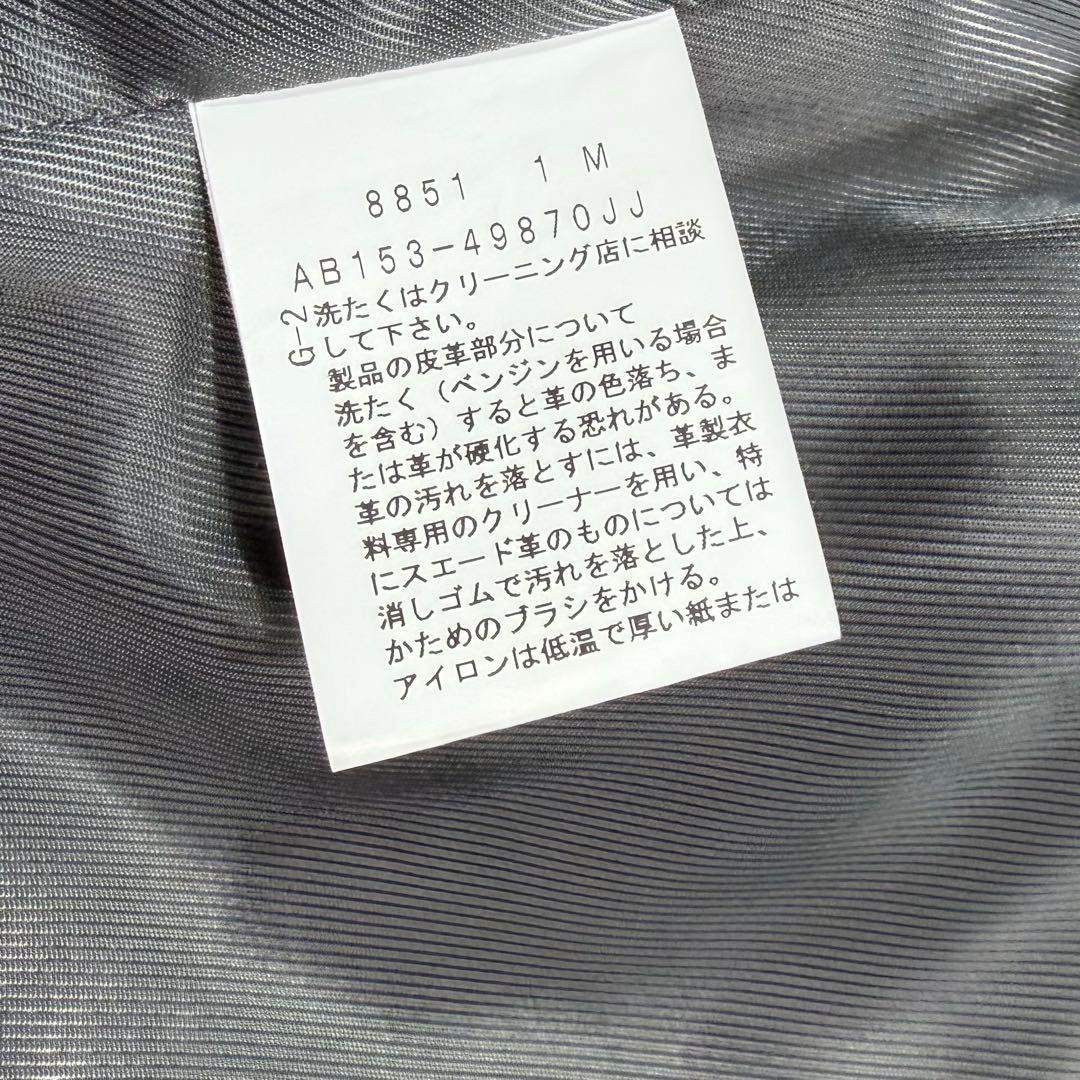 8851 1 M
AB153-49870JJ
G-2
洗たくはクリーニング店に相談
して下さい。
製品の皮革部分について
洗たく（ベンジンを用いる場合
を含む）すると革の色落ち、ま
たは革が硬化する恐れがある。
革の汚れを落とすには、革製衣
料専用のクリーナーを用い、特
にスエード革のものについては
消しゴムで汚れを落とした上、
かためのブラシをかける。
アイロンは低温で厚い紙または